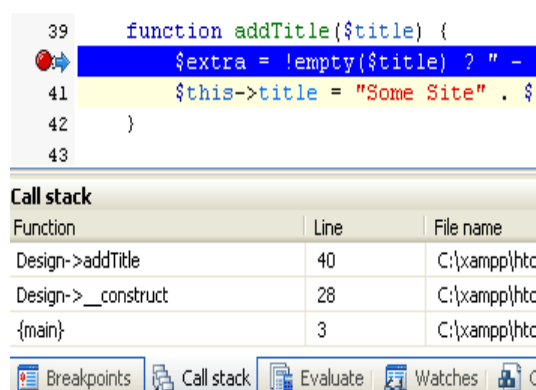 39 function addTitle($title) {
$extra = !empty($title) ? " -
41 $this->title = "Some Site" . $
42 }
43
Call stack
Function Line File name
Design->addTitle 40 C:\xampp\htc
Design->__construct 28 C:\xampp\htc
{main} 3 C:\xampp\htc
Breakpoints Call stack Evaluate Watches